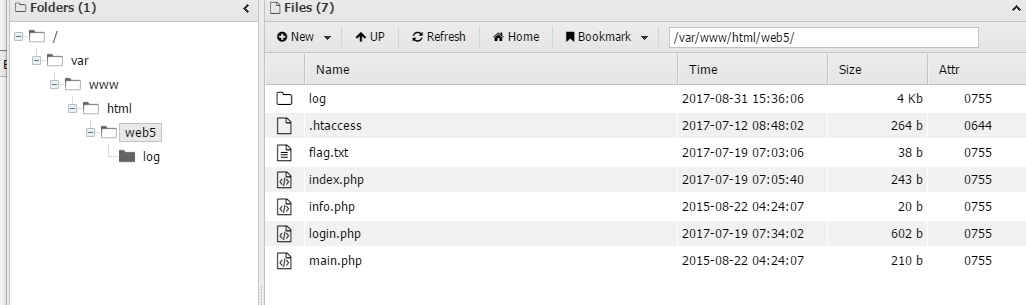 Folders (1)
/
var
www
html
web5
log
Files (7)
New UP Refresh Home Bookmark /var/www/html/web5/
Name Time Size Attr
log 2017-08-31 15:36:06 4 Kb 0755
.htaccess 2017-07-12 08:48:02 264 b 0644
flag.txt 2017-07-19 07:03:06 38 b 0755
index.php 2017-07-19 07:05:40 243 b 0755
info.php 2015-08-22 04:24:07 20 b 0755
login.php 2017-07-19 07:34:02 602 b 0755
main.php 2015-08-22 04:24:07 210 b 0755